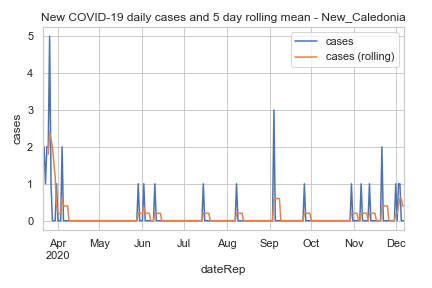 New COVID-19 daily cases and 5 day rolling mean - New_Caledonia
cases
cases (rolling)
5
4
3
2
1
0
cases
Apr May Jun Jul Aug Sep Oct Nov Dec
2020
dateRep